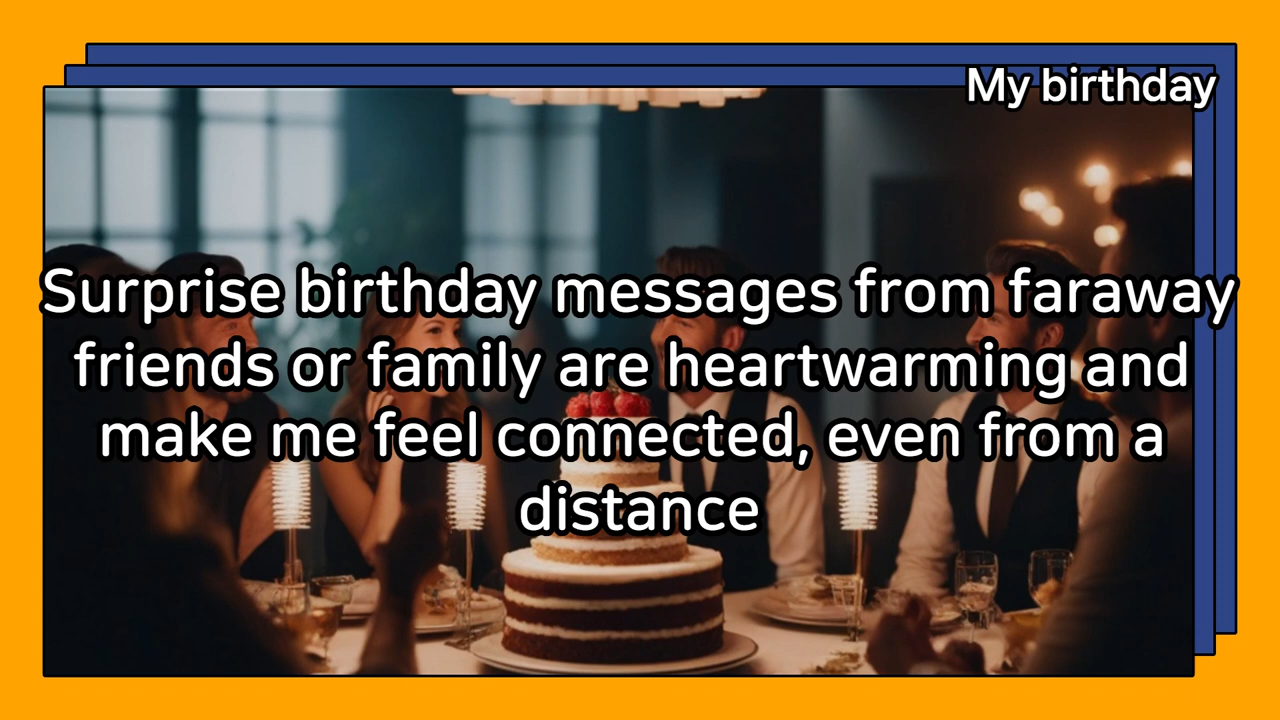 My birthday
Surprise birthday messages from faraway
friends or family are heartwarming and
make me feel connected, even from a
distance